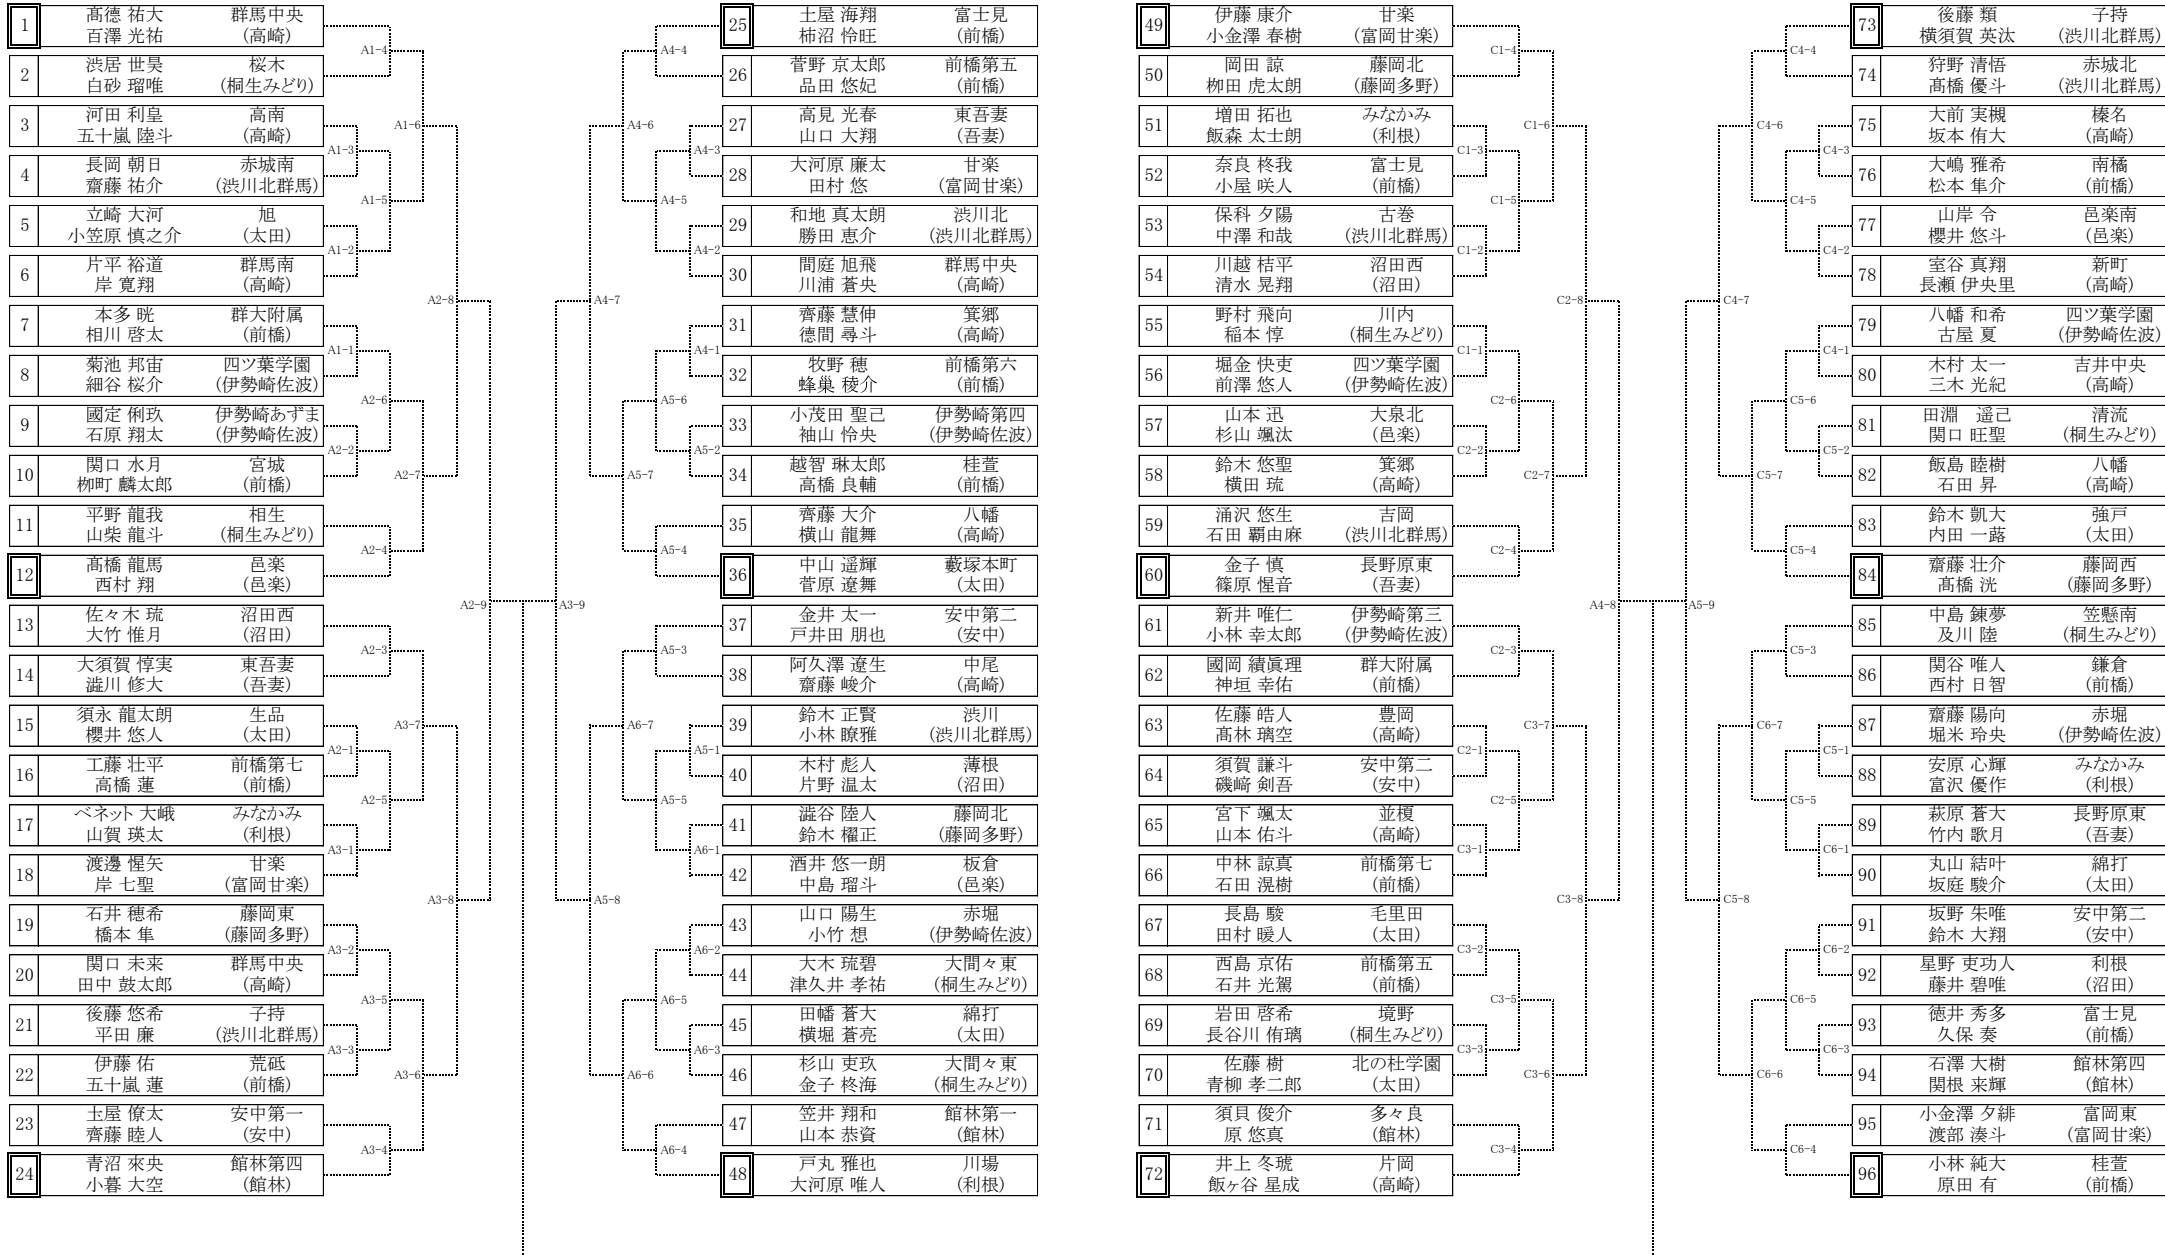 1 髙德 祐大 群馬中央
百澤 光祐 (高崎)
2 渋居 世昊 桜木
白砂 瑠唯 (桐生みどり)
3 河田 利皇 高南
五十嵐 陸斗 (高崎)
4 長岡 朝日 赤城南
齋藤 祐介 (渋川北群馬)
5 立崎 大河 旭
小笠原 慎之介 (太田)
6 片平 裕道 群馬南
岸 寛翔 (高崎)
7 本多 晄 群大附属
相川 啓太 (前橋)
8 菊池 邦宙 四ツ葉学園
細谷 桜介 (伊勢崎佐波)
9 國定 俐玖 伊勢崎あずま
石原 翔太 (伊勢崎佐波)
10 関口 水月 宮城
栁町 麟太郎 (前橋)
11 平野 龍我 相生
山柴 龍斗 (桐生みどり)
12 髙橋 龍馬 邑楽
西村 翔 (邑楽)
13 佐々木 琉 沼田西
大竹 惟月 (沼田)
14 大須賀 惇実 東吾妻
澁川 修大 (吾妻)
15 須永 龍太朗 生品
櫻井 悠人 (太田)
16 工藤 壮平 前橋第七
高橋 蓮 (前橋)
17 ベネット 大峨 みなかみ
山賀 瑛太 (利根)
18 渡邊 惺矢 甘楽
岸 七聖 (富岡甘楽)
19 石井 穂希 藤岡東
橋本 隼 (藤岡多野)
20 関口 未来 群馬中央
田中 鼓太郎 (高崎)
21 後藤 悠希 子持
平田 廉 (渋川北群馬)
22 伊藤 佑 荒砥
五十嵐 蓮 (前橋)
23 玉屋 僚太 安中第一
齊藤 睦人 (安中)
24 青沼 來央 館林第四
小暮 大空 (館林)
A1-4
A1-6
A1-3
A1-5
A1-2
A2-8
A1-1
A2-6
A2-2
A2-7
A2-4
A2-9
A2-3
A3-7
A2-1
A2-5
A3-1
A3-8
A3-2
A3-5
A3-3
A3-6
A3-4
25 土屋 海翔 富士見
柿沼 怜旺 (前橋)
26 菅野 京太郎 前橋第五
品田 悠妃 (前橋)
27 高見 光春 東吾妻
山口 大翔 (吾妻)
28 大河原 廉太 甘楽
田村 悠 (富岡甘楽)
29 和地 真太朗 渋川北
勝田 恵介 (渋川北群馬)
30 間庭 旭飛 群馬中央
川浦 蒼央 (高崎)
31 齊藤 慧伸 箕郷
德間 尋斗 (高崎)
32 牧野 穂 前橋第六
蜂巣 稜介 (前橋)
33 小茂田 聖己 伊勢崎第四
袖山 怜央 (伊勢崎佐波)
34 越智 琳太郎 桂萱
高橋 良輔 (前橋)
35 齊藤 大介 八幡
横山 龍舞 (高崎)
36 中山 遥輝 藪塚本町
菅原 遼舞 (太田)
37 金井 太一 安中第二
戸井田 朋也 (安中)
38 阿久澤 遼生 中尾
齋藤 峻介 (高崎)
39 鈴木 正賢 渋川
小林 瞭雅 (渋川北群馬)
40 木村 彪人 薄根
片野 温太 (沼田)
41 澁谷 陸人 藤岡北
鈴木 櫂正 (藤岡多野)
42 酒井 悠一朗 板倉
中島 瑠斗 (邑楽)
43 山口 陽生 赤堀
小竹 想 (伊勢崎佐波)
44 大木 琉碧 大間々東
津久井 孝祐 (桐生みどり)
45 田幡 蒼大 綿打
横堀 蒼亮 (太田)
46 杉山 吏玖 大間々東
金子 柊海 (桐生みどり)
47 笠井 翔和 館林第一
山本 恭資 (館林)
48 戸丸 雅也 川場
大河原 唯人 (利根)
A4-4
A4-6
A4-3
A4-5
A4-2
A4-7
A4-1
A5-6
A5-2
A5-7
A5-4
A3-9
A5-3
A6-7
A5-1
A5-5
A6-1
A5-8
A6-2
A6-5
A6-3
A6-6
A6-4
49 伊藤 康介 甘楽
小金澤 春樹 (富岡甘楽)
50 岡田 諒 藤岡北
栁田 虎太朗 (藤岡多野)
51 増田 拓也 みなかみ
飯森 太士朗 (利根)
52 奈良 柊我 富士見
小屋 咲人 (前橋)
53 保科 夕陽 古巻
中澤 和哉 (渋川北群馬)
54 川越 桔平 沼田西
清水 晃翔 (沼田)
55 野村 飛向 川内
稲本 惇 (桐生みどり)
56 堀金 快吏 四ツ葉学園
前澤 悠人 (伊勢崎佐波)
57 山本 迅 大泉北
杉山 颯汰 (邑楽)
58 鈴木 悠聖 箕郷
横田 琉 (高崎)
59 涌沢 悠生 吉岡
石田 覇由麻 (渋川北群馬)
60 金子 慎 長野原東
篠原 惺音 (吾妻)
61 新井 唯仁 伊勢崎第三
小林 幸太郎 (伊勢崎佐波)
62 國岡 績眞理 群大附属
神垣 幸佑 (前橋)
63 佐藤 皓人 豊岡
髙林 璃空 (高崎)
64 須賀 謙斗 安中第二
磯﨑 剣吾 (安中)
65 宮下 颯太 並榎
山本 佑斗 (高崎)
66 中林 諒真 前橋第七
石田 滉樹 (前橋)
67 長島 駿 毛里田
田村 暖人 (太田)
68 西島 京佑 前橋第五
石井 光駕 (前橋)
69 岩田 啓希 境野
長谷川 侑璃 (桐生みどり)
70 佐藤 樹 北の杜学園
青柳 孝二郎 (太田)
71 須貝 俊介 多々良
原 悠真 (館林)
72 井上 冬琥 片岡
飯ヶ谷 星成 (高崎)
C1-4
C1-6
C1-3
C1-5
C1-2
C2-8
C1-1
C2-6
C2-2
C2-7
C2-4
A4-8
C2-3
C3-7
C2-1
C2-5
C3-1
C3-8
C3-2
C3-5
C3-3
C3-6
C3-4
73 後藤 類 子持
横須賀 英汰 (渋川北群馬)
74 狩野 清悟 赤城北
髙橋 優斗 (渋川北群馬)
75 大前 実槻 榛名
坂本 侑大 (高崎)
76 大嶋 雅希 南橘
松本 隼介 (前橋)
77 山岸 令 邑楽南
櫻井 悠斗 (邑楽)
78 室谷 真翔 新町
長瀬 伊央里 (高崎)
79 八幡 和希 四ツ葉学園
古屋 夏 (伊勢崎佐波)
80 木村 太一 吉井中央
三木 光紀 (高崎)
81 田淵 遥己 清流
関口 旺聖 (桐生みどり)
82 飯島 睦樹 八幡
石田 昇 (高崎)
83 鈴木 凱大 強戸
内田 一蕗 (太田)
84 齋藤 壮介 藤岡西
髙橋 洸 (藤岡多野)
85 中島 錬夢 笠懸南
及川 陸 (桐生みどり)
86 関谷 唯人 鎌倉
西村 日智 (前橋)
87 齋藤 陽向 赤堀
堀米 玲央 (伊勢崎佐波)
88 安原 心輝 みなかみ
富沢 優作 (利根)
89 萩原 蒼大 長野原東
竹内 歌月 (吾妻)
90 丸山 結叶 綿打
坂庭 駿介 (太田)
91 坂野 朱唯 安中第二
鈴木 大翔 (安中)
92 星野 吏功人 利根
藤井 碧唯 (沼田)
93 徳井 秀多 富士見
久保 奏 (前橋)
94 石澤 大樹 館林第四
関根 来輝 (館林)
95 小金澤 夕緋 富岡東
渡部 湊斗 (富岡甘楽)
96 小林 純大 桂萱
原田 有 (前橋)
C4-4
C4-6
C4-3
C4-5
C4-2
C4-7
C4-1
C5-6
C5-2
C5-7
C5-4
A5-9
C5-3
C6-7
C5-1
C5-5
C6-1
C5-8
C6-2
C6-5
C6-3
C6-6
C6-4